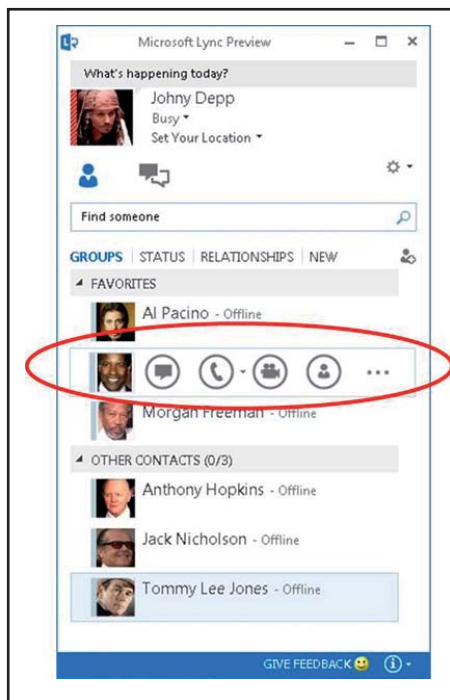 Microsoft Lync Preview
What's happening today?
Johny Depp
Busy
Set Your Location
Find someone
GROUPS STATUS RELATIONSHIPS NEW
FAVORITES
Al Pacino - Offline
Morgan Freeman - Offline
OTHER CONTACTS (0/3)
Anthony Hopkins - Offline
Jack Nicholson - Offline
Tommy Lee Jones - Offline
GIVE FEEDBACK